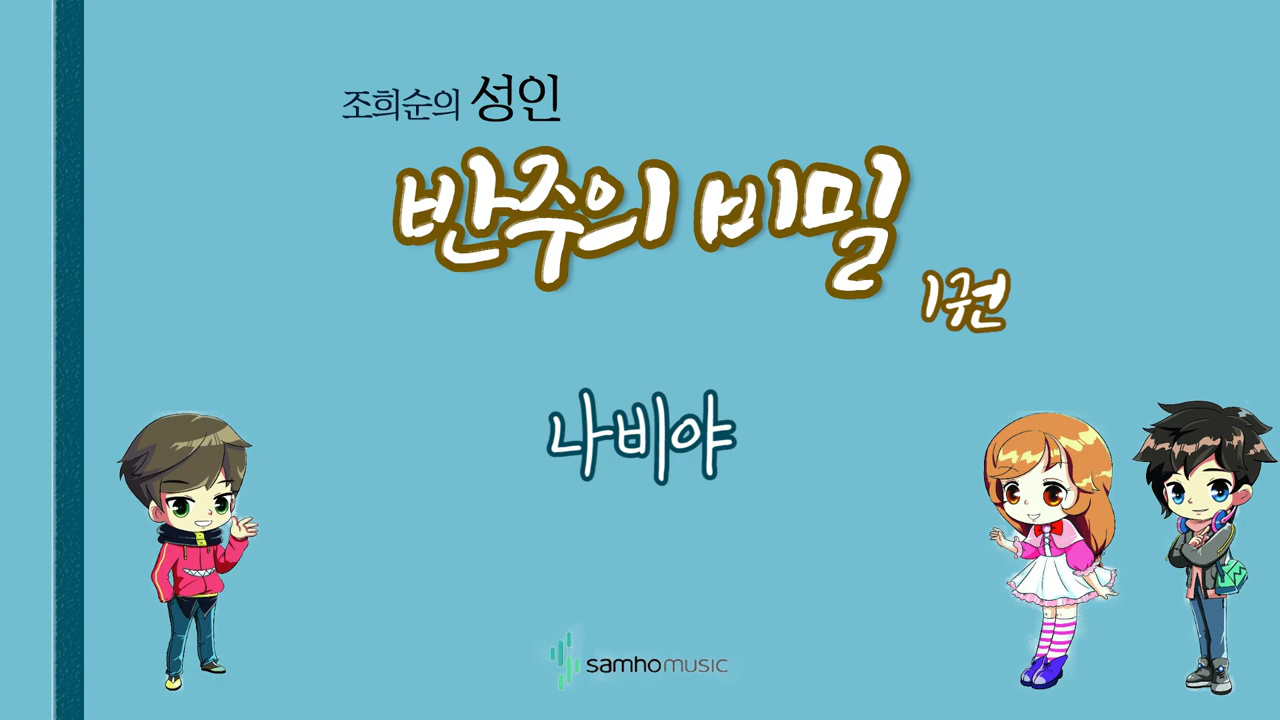 조희순의 성인
반주의 비밀
1권
나비야
samhomusic